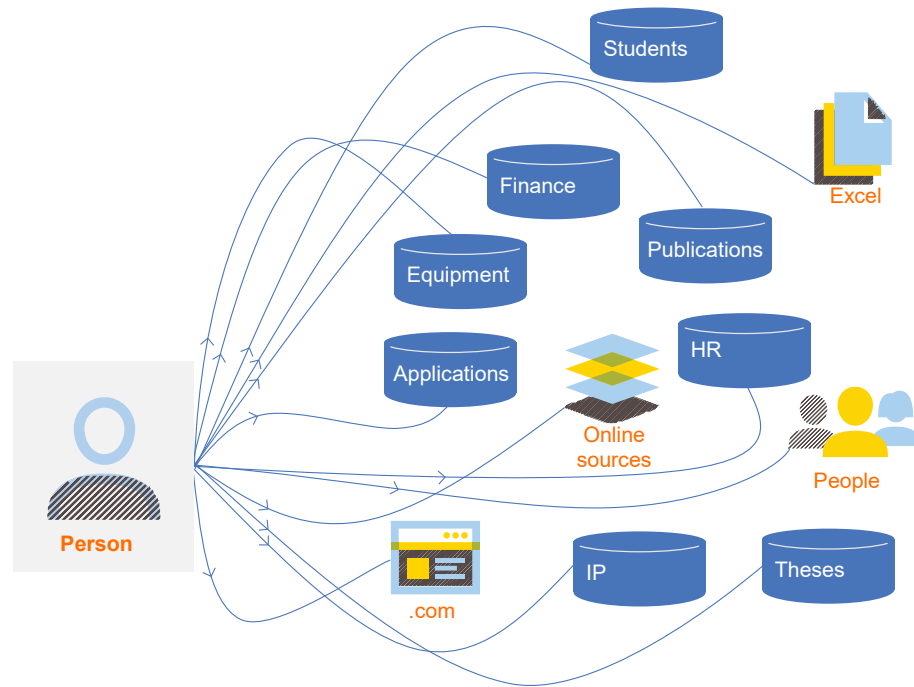 Students
Finance
Excel
Publications
Equipment
HR
Applications
Online
sources
People
Person
IP
Theses
.com